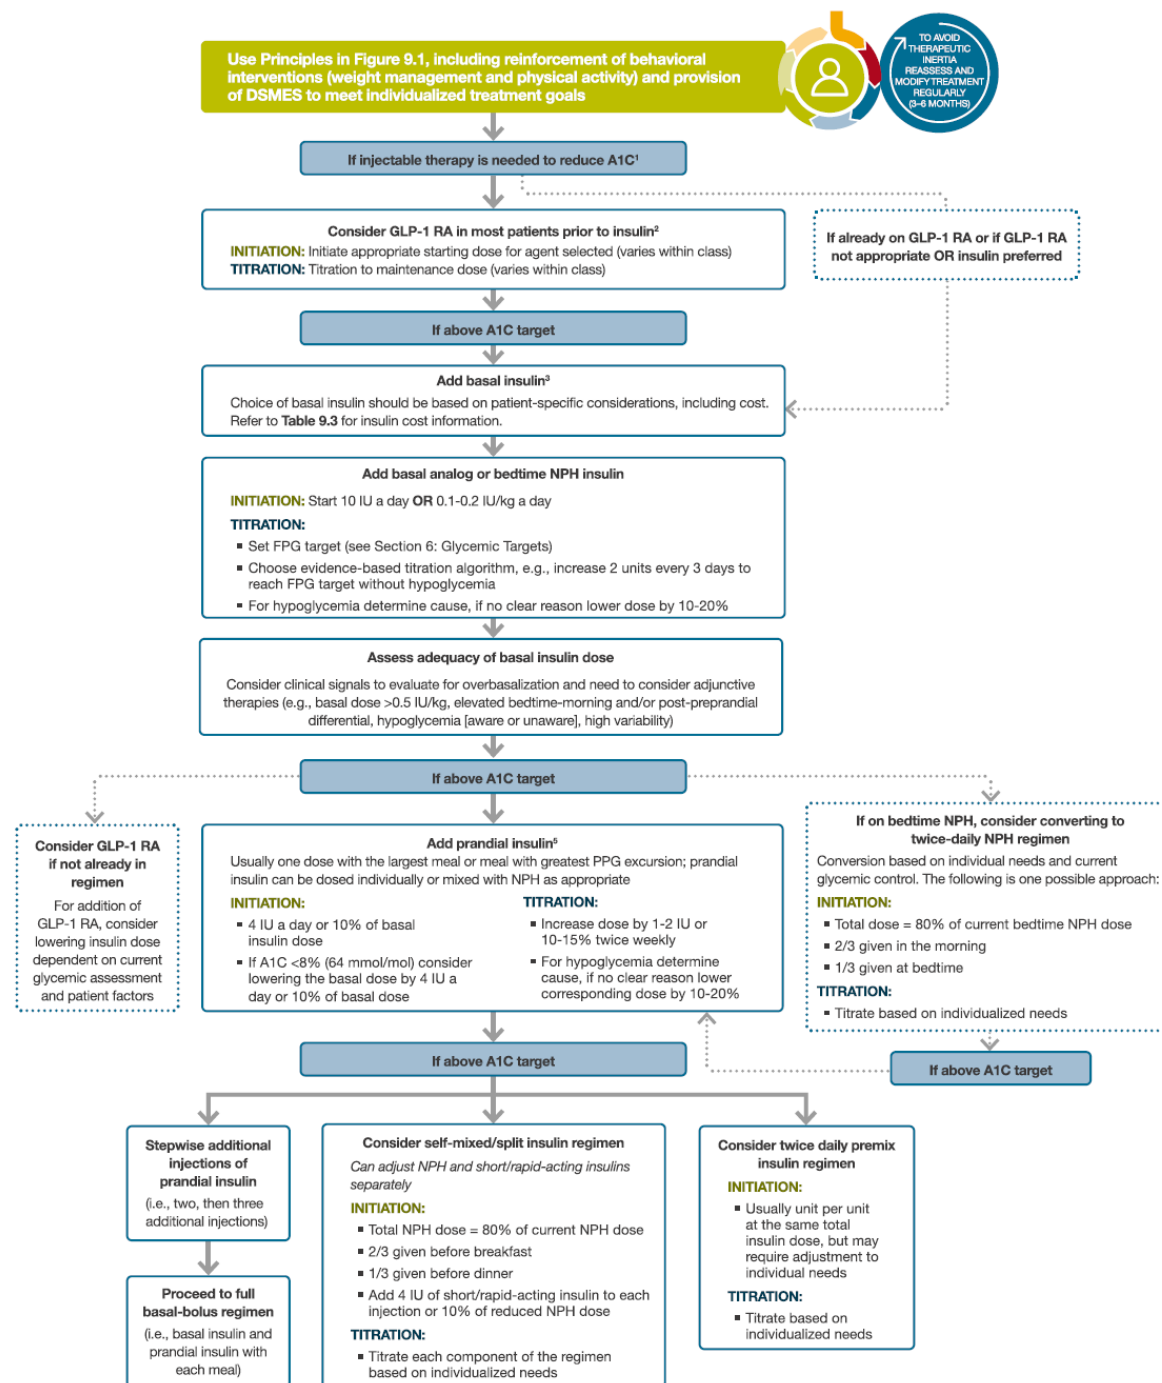 Use Principles in Figure 9.1, including reinforcement of behavioral
interventions (weight management and physical activity) and provision
of DSMES to meet individualized treatment goals
TO AVOID
THERAPEUTIC
INERTIA
REASSESS AND
MODIFY TREATMENT
REGULARLY
(3–6 MONTHS)
If injectable therapy is needed to reduce A1C¹
Consider GLP-1 RA in most patients prior to insulin²
INITIATION: Initiate appropriate starting dose for agent selected (varies within class)
TITRATION: Titration to maintenance dose (varies within class)
If already on GLP-1 RA or if GLP-1 RA
not appropriate OR insulin preferred
If above A1C target
Add basal insulin³
Choice of basal insulin should be based on patient-specific considerations, including cost.
Refer to Table 9.3 for insulin cost information.
Add basal analog or bedtime NPH insulin
INITIATION: Start 10 IU a day OR 0.1-0.2 IU/kg a day
TITRATION:
▪ Set FPG target (see Section 6: Glycemic Targets)
▪ Choose evidence-based titration algorithm, e.g., increase 2 units every 3 days to
reach FPG target without hypoglycemia
▪ For hypoglycemia determine cause, if no clear reason lower dose by 10-20%
Assess adequacy of basal insulin dose
Consider clinical signals to evaluate for overbasalization and need to consider adjunctive
therapies (e.g., basal dose >0.5 IU/kg, elevated bedtime-morning and/or post-preprandial
differential, hypoglycemia [aware or unaware], high variability)
If above A1C target
Consider GLP-1 RA
if not already in
regimen
For addition of
GLP-1 RA, consider
lowering insulin dose
dependent on current
glycemic assessment
and patient factors
Add prandial insulin⁵
Usually one dose with the largest meal or meal with greatest PPG excursion; prandial
insulin can be dosed individually or mixed with NPH as appropriate
INITIATION:
▪ 4 IU a day or 10% of basal
insulin dose
▪ If A1C <8% (64 mmol/mol) consider
lowering the basal dose by 4 IU a
day or 10% of basal dose
TITRATION:
▪ Increase dose by 1-2 IU or
10-15% twice weekly
▪ For hypoglycemia determine
cause, if no clear reason lower
corresponding dose by 10-20%
If on bedtime NPH, consider converting to
twice-daily NPH regimen
Conversion based on individual needs and current
glycemic control. The following is one possible approach:
INITIATION:
▪ Total dose = 80% of current bedtime NPH dose
▪ 2/3 given in the morning
▪ 1/3 given at bedtime
TITRATION:
▪ Titrate based on individualized needs
If above A1C target
If above A1C target
Stepwise additional
injections of
prandial insulin
(i.e., two, then three
additional injections)
Proceed to full
basal-bolus regimen
(i.e., basal insulin and
prandial insulin with
each meal)
Consider self-mixed/split insulin regimen
Can adjust NPH and short/rapid-acting insulins
separately
INITIATION:
▪ Total NPH dose = 80% of current NPH dose
▪ 2/3 given before breakfast
▪ 1/3 given before dinner
▪ Add 4 IU of short/rapid-acting insulin to each
injection or 10% of reduced NPH dose
TITRATION:
▪ Titrate each component of the regimen
based on individualized needs
Consider twice daily premix
insulin regimen
INITIATION:
▪ Usually unit per unit
at the same total
insulin dose, but may
require adjustment to
individual needs
TITRATION:
▪ Titrate based on
individualized needs